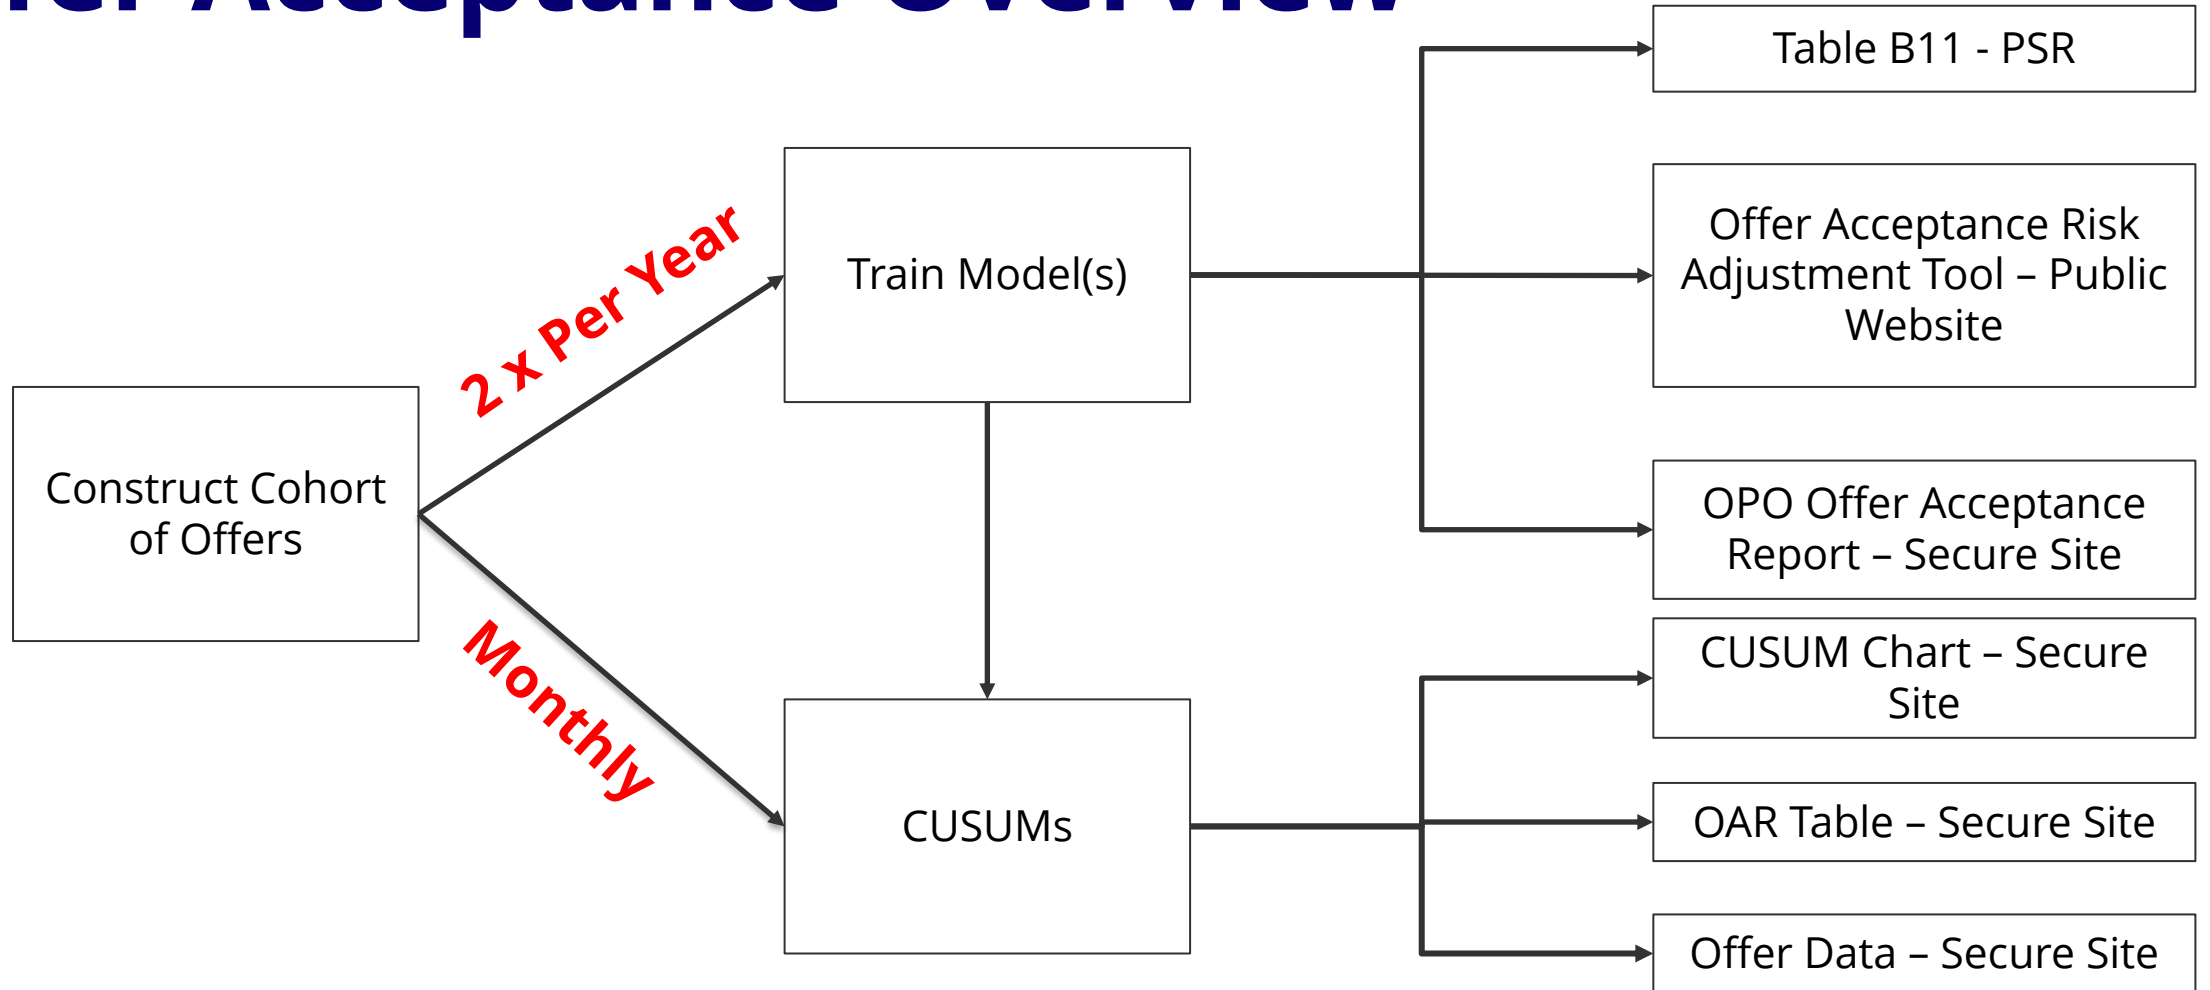 Acceptance Overview
Table B11 - PSR
2 x Per Year
Train Model(s)
Offer Acceptance Risk
Adjustment Tool – Public
Website
Construct Cohort
of Offers
OPO Offer Acceptance
Report – Secure Site
Monthly
CUSUMs
CUSUM Chart – Secure
Site
OAR Table – Secure Site
Offer Data – Secure Site